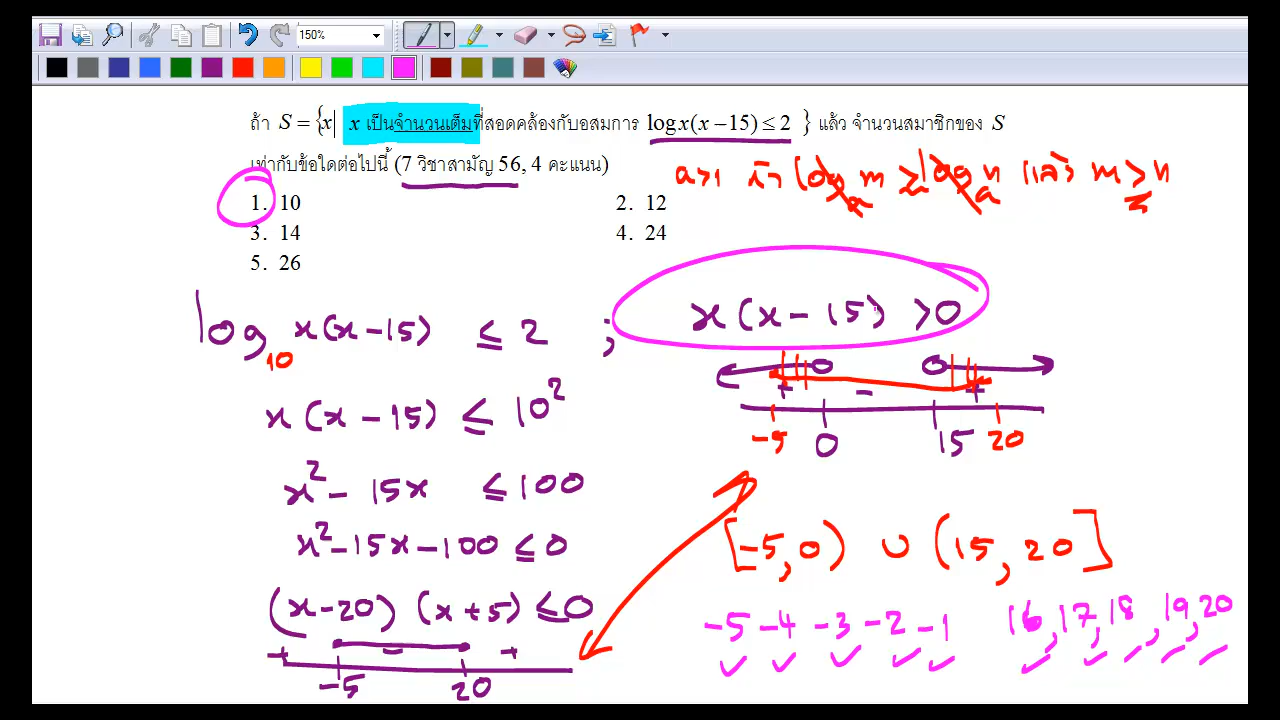 150%
ถ้า S = {x| x เป็นจำนวนเต็มที่สอดคล้องกับอสมการ log x(x −15) ≤ 2 } แล้ว จำนวนสมาชิกของ S
เท่ากับข้อใดต่อไปนี้ (7 วิชาสามัญ 56, 4 คะแนน)
a>1 ถ้า log_a m ≥ log_a n แล้ว m ≥ n
1. 10
2. 12
3. 14
4. 24
5. 26
log_10 x(x−15) ≤ 2 ; x(x−15) >0
+ − +
-5 0 15 20
x(x−15) ≤ 10^2
x^2 − 15x ≤ 100
x^2−15x−100 ≤ 0
[-5,0) ∪ (15,20]
(x−20) (x+5) ≤ 0
-5 -4 -3 -2 -1 16,17,18,19,20
+ − +
-5 20